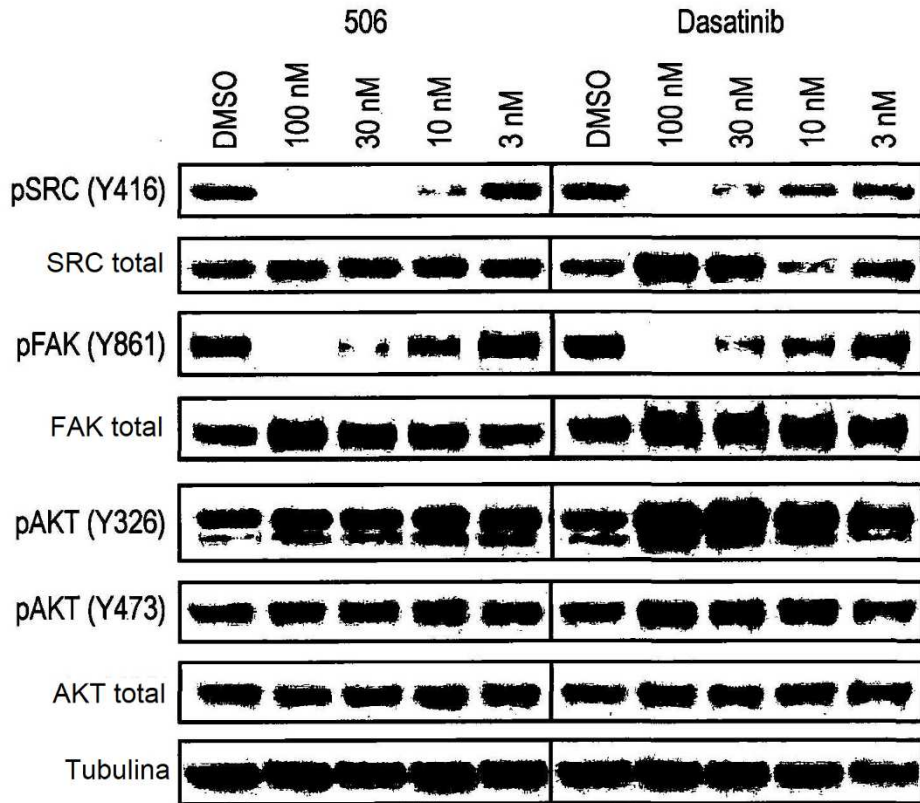 506 Dasatinib
DMSO 100 nM 30 nM 10 nM 3 nM DMSO 100 nM 30 nM 10 nM 3 nM
pSRC (Y416)
SRC total
pFAK (Y861)
FAK total
pAKT (Y326)
pAKT (Y473)
AKT total
Tubulina